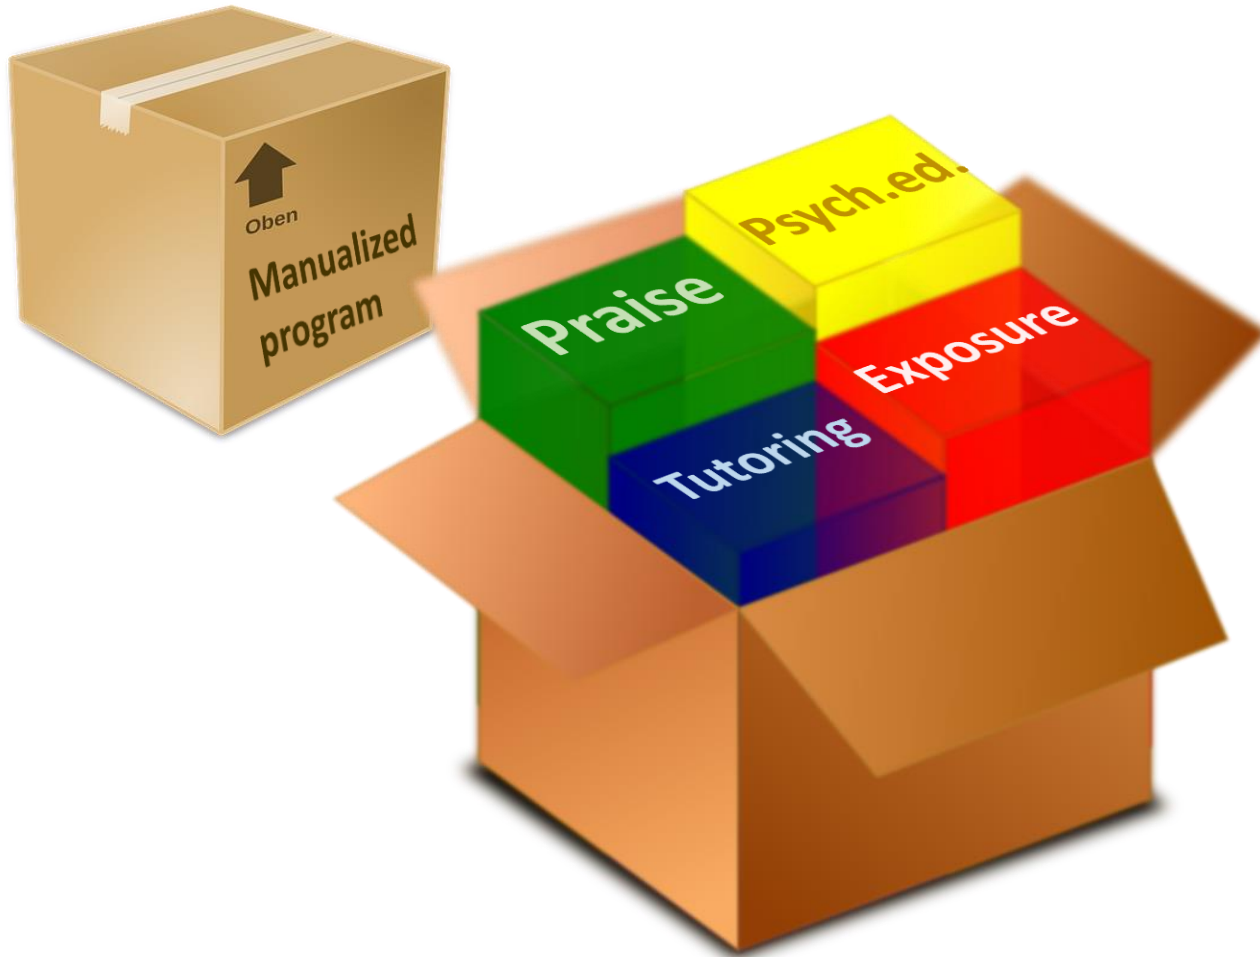 Oben
Manualized
program
Psych.ed.
Praise
Exposure
Tutoring